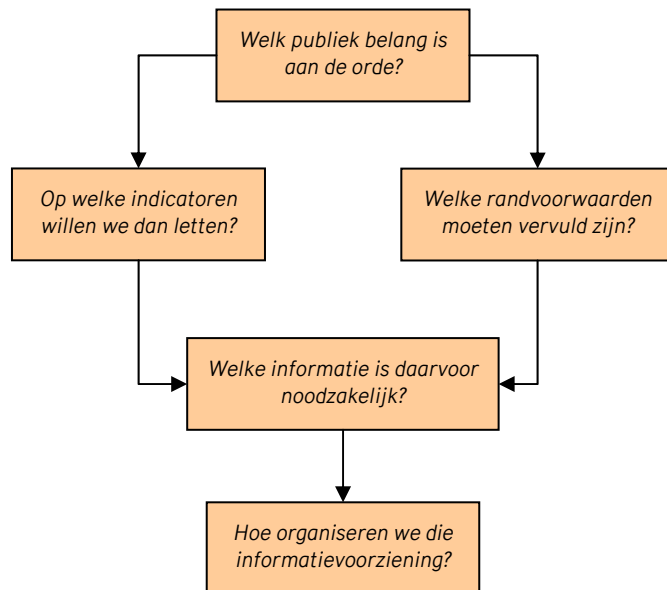 Welk publiek belang is
aan de orde?
Op welke indicatoren
willen we dan letten?
Welke randvoorwaarden
moeten vervuld zijn?
Welke informatie is daarvoor
noodzakelijk?
Hoe organiseren we die
informatievoorziening?